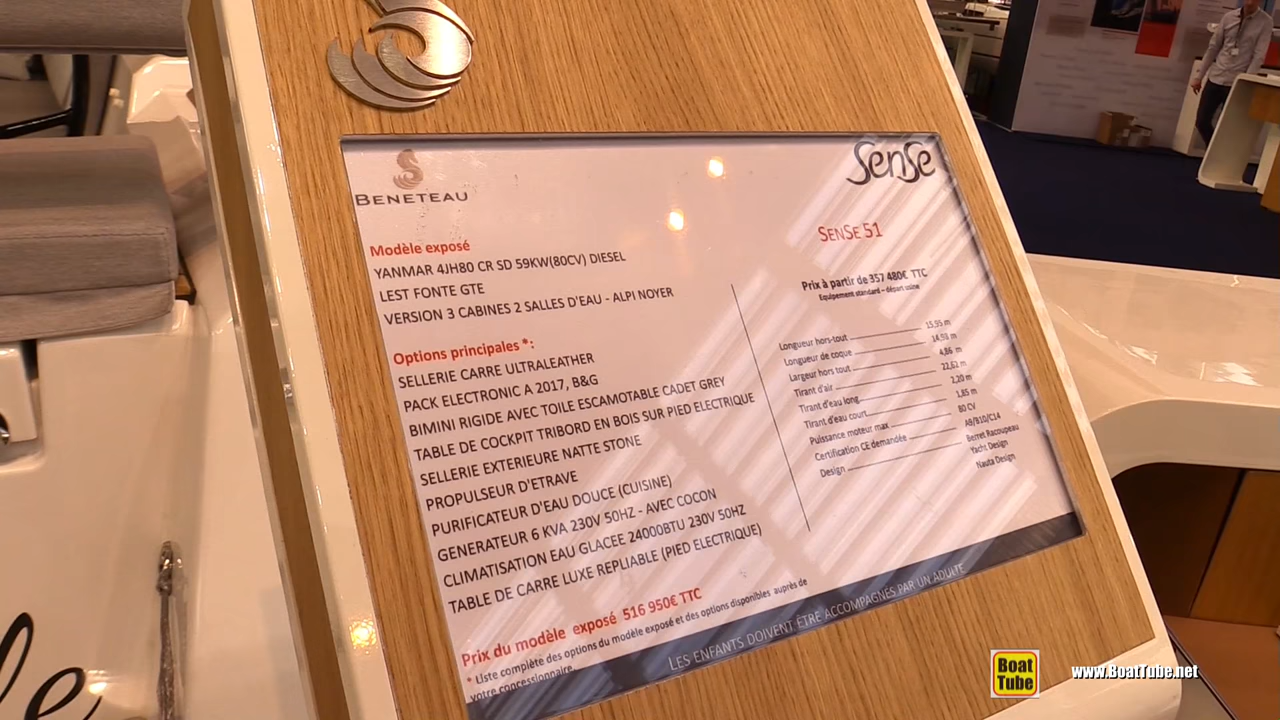 BENETEAU
SenSe
Modèle exposé
YANMAR 4JH80 CR SD 59KW(80CV) DIESEL
LEST FONTE GTE
VERSION 3 CABINES 2 SALLES D'EAU - ALPI NOYER
Options principales *:
SELLERIE CARRE ULTRALEATHER
PACK ELECTRONIC A 2017, B&G
BIMINI RIGIDE AVEC TOILE ESCAMOTABLE CADET GREY
TABLE DE COCKPIT TRIBORD EN BOIS SUR PIED ELECTRIQUE
SELLERIE EXTERIEURE NATTE STONE
PROPULSEUR D'ETRAVE
PURIFICATEUR D'EAU DOUCE (CUISINE)
GENERATEUR 6 KVA 230V 50HZ - AVEC COCON
CLIMATISATION EAU GLACEE 24000BTU 230V 50HZ
TABLE DE CARRE LUXE REPLIABLE (PIED ELECTRIQUE)
Prix du modèle exposé 516 950€ TTC
* Liste complète des options du modèle exposé et des options disponibles auprès de
votre concessionnaire.
SENSE 51
Prix à partir de 357 480€ TTC
Equipement standard – départ usine
Longueur hors-tout 15,55 m
Longueur de coque 14,98 m
Largeur hors tout 4,86 m
Tirant d'air 22,62 m
Tirant d'eau long 2,20 m
Tirant d'eau court 1,65 m
Puissance moteur max 80 CV
Certification CE demandée A8/B10/C14
Design Berret Racoupeau
Yacht Design
Nauta Design
LES ENFANTS DOIVENT ÊTRE ACCOMPAGNÉS PAR UN ADULTE
Boat
Tube
www.BoatTube.net